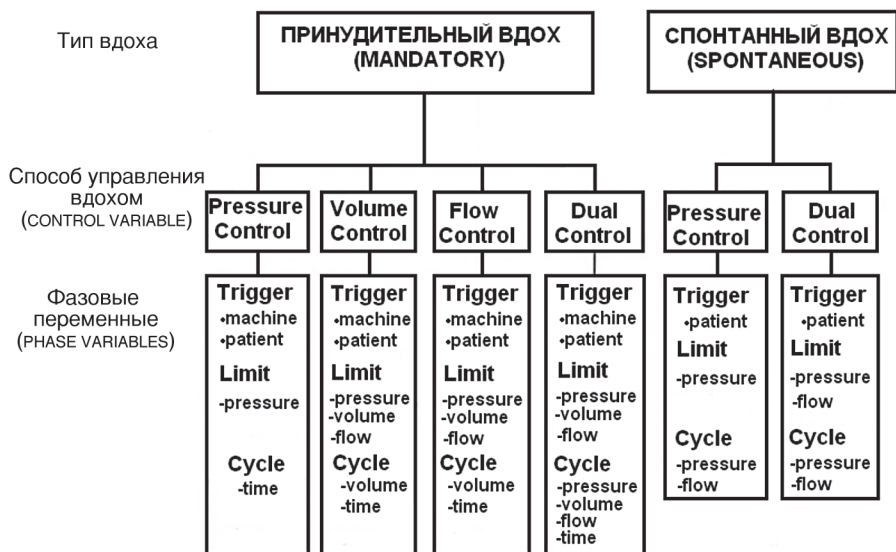 Тип вдоха
ПРИНУДИТЕЛЬНЫЙ ВДОХ
(MANDATORY)
СПОНТАННЫЙ ВДОХ
(SPONTANEOUS)
Способ управления
вдохом
(CONTROL VARIABLE)
Pressure
Control
Volume
Control
Flow
Control
Dual
Control
Pressure
Control
Dual
Control
Фазовые
переменные
(PHASE VARIABLES)
Trigger
•machine
•patient
Limit
-pressure
Cycle
-time
Trigger
•machine
•patient
Limit
-pressure
-volume
-flow
Cycle
-volume
-time
Trigger
•machine
•patient
Limit
-pressure
-volume
-flow
Cycle
-volume
-time
Trigger
•machine
•patient
Limit
-pressure
-volume
-flow
Cycle
-pressure
-volume
-flow
-time
Trigger
•patient
Limit
-pressure
Cycle
-pressure
-flow
Trigger
•patient
Limit
-pressure
-flow
Cycle
-pressure
-flow